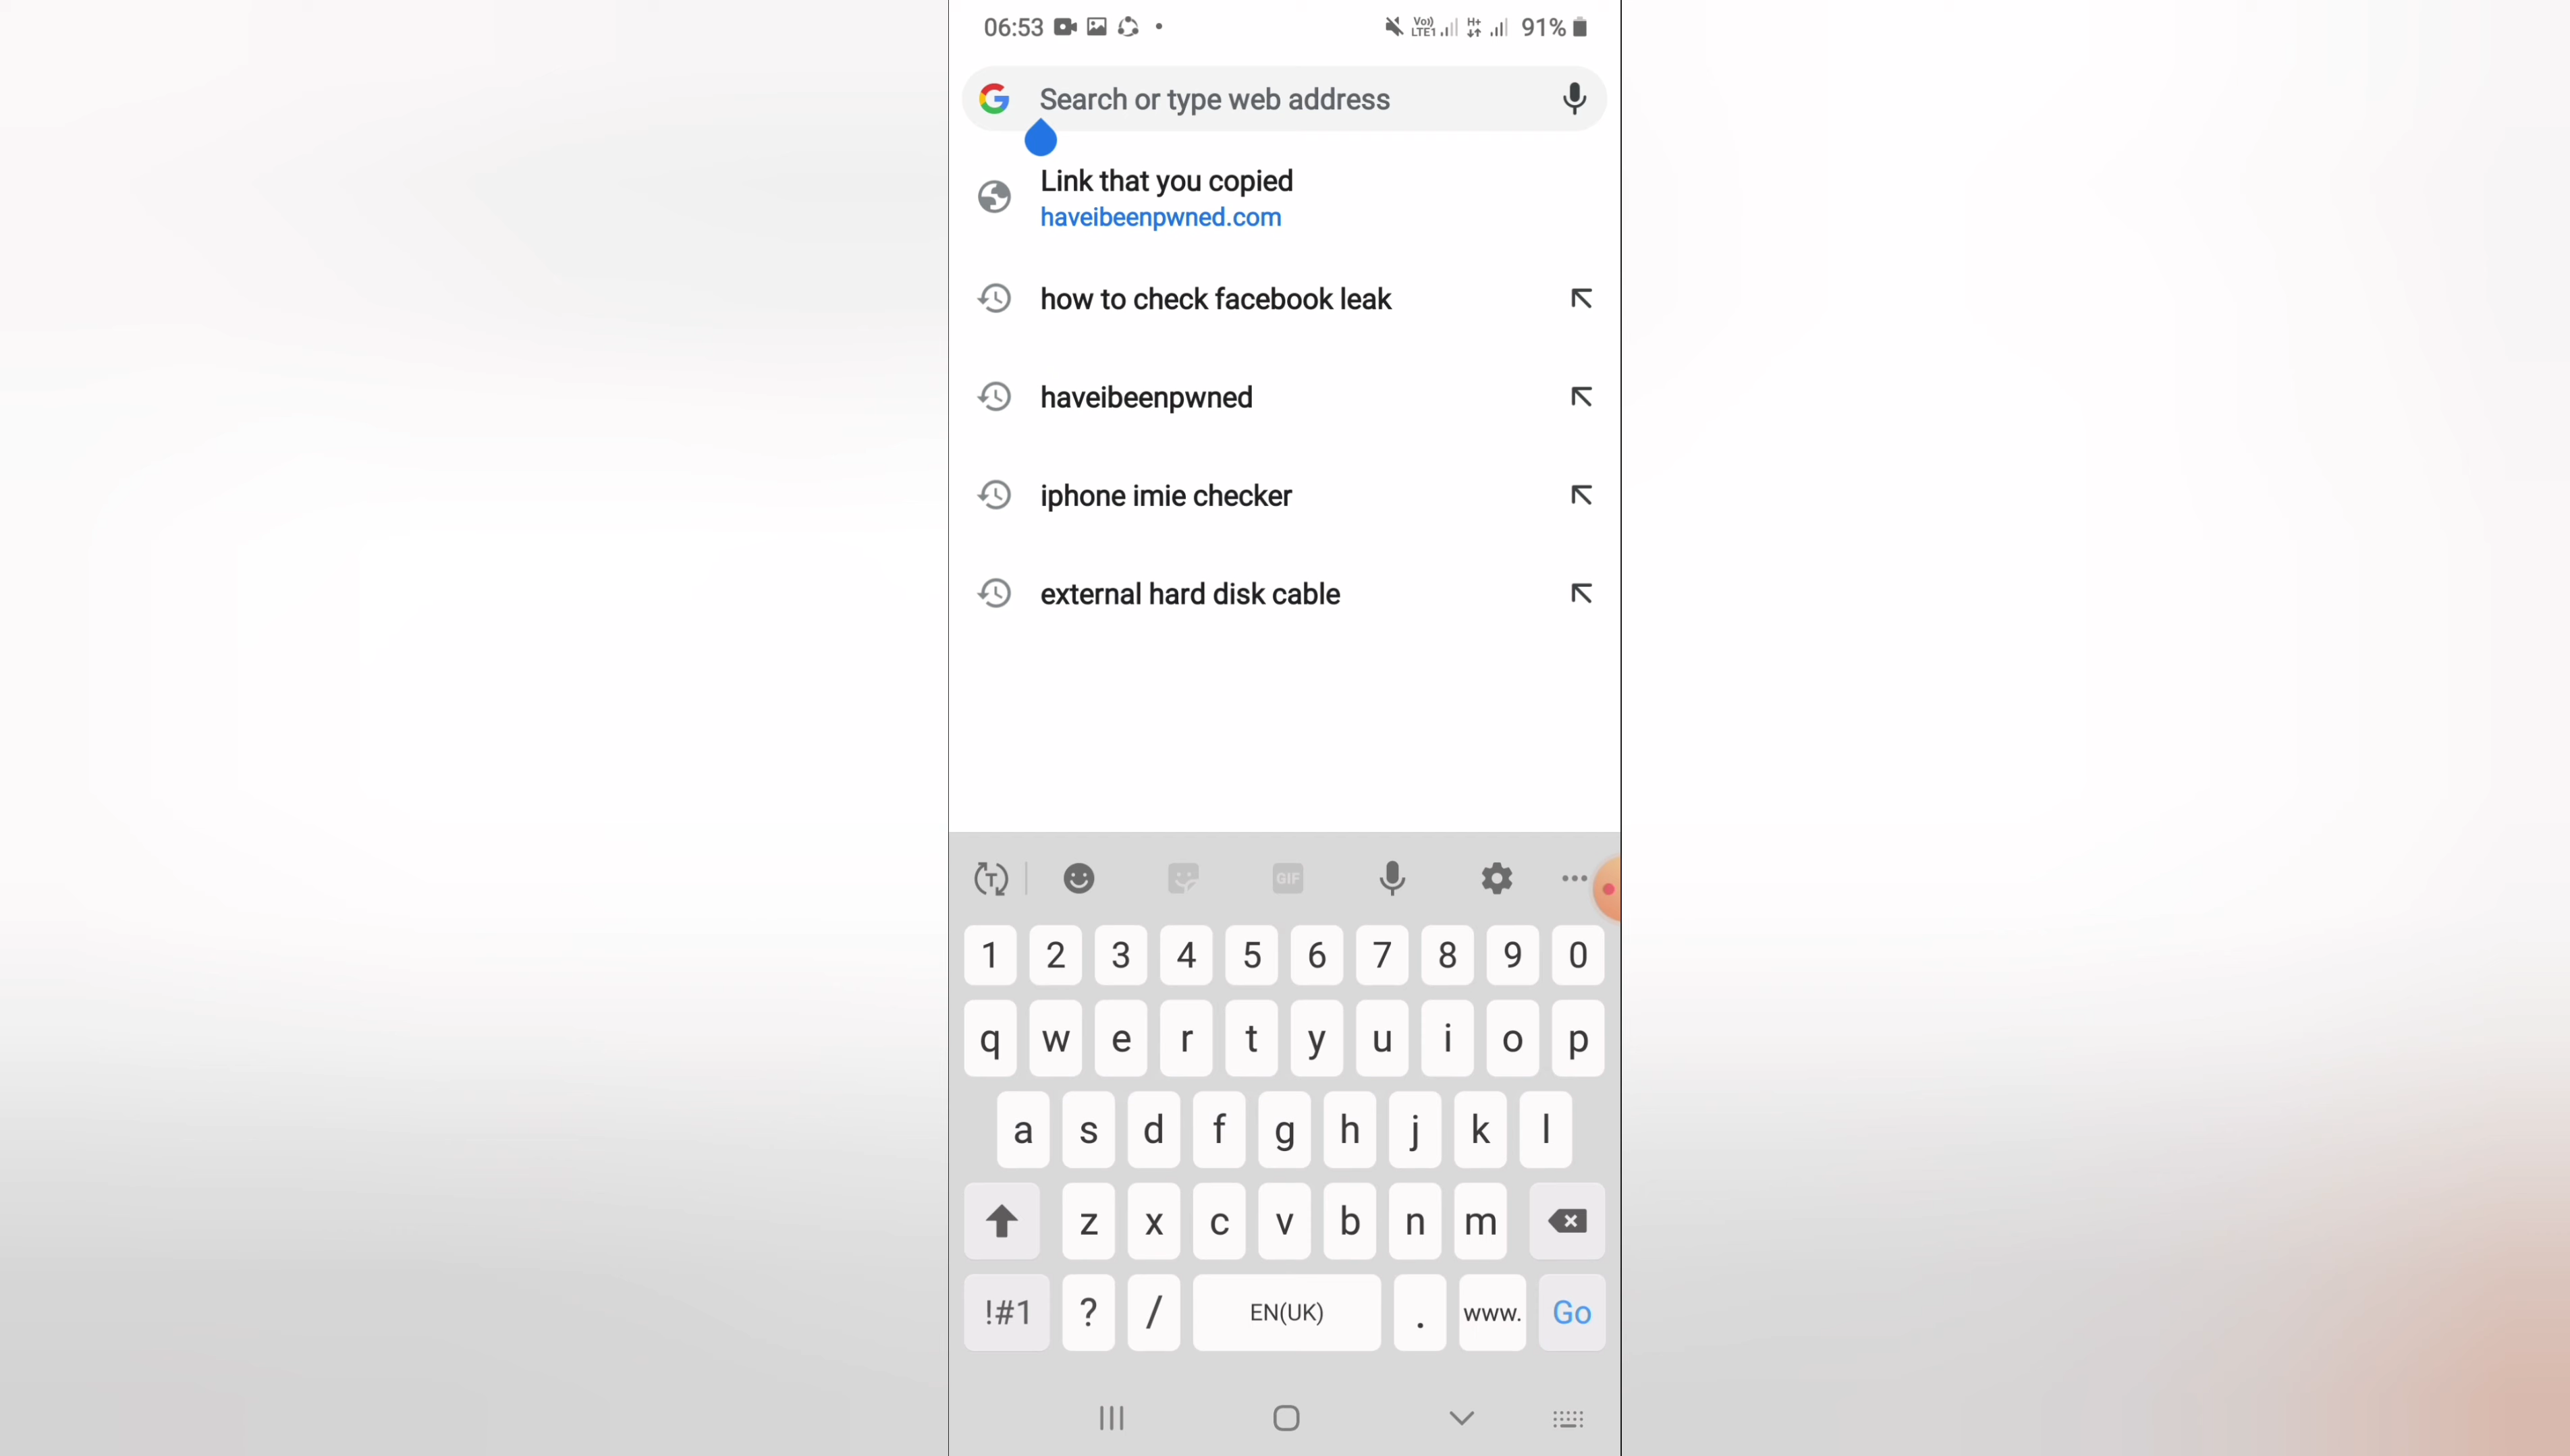 06:53 Vo)) LTE1 H+ 91%
Search or type web address
Link that you copied
haveibeenpwned.com
how to check facebook leak
haveibeenpwned
iphone imie checker
external hard disk cable
T GIF
1 2 3 4 5 6 7 8 9 0
q w e r t y u i o p
a s d f g h j k l
z x c v b n m
!#1 ? / EN(UK) . www. Go